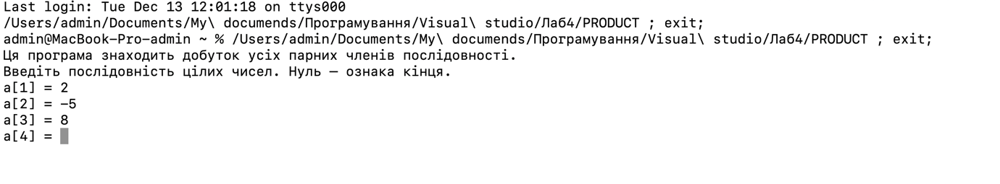 Last login: Tue Dec 13 12:01:18 on ttys000
/Users/admin/Documents/My\ documends/Програмування/Visual\ studio/Лаб4/PRODUCT ; exit;
admin@MacBook-Pro-admin ~ % /Users/admin/Documents/My\ documends/Програмування/Visual\ studio/Лаб4/PRODUCT ; exit;
Ця програма знаходить добуток усіх парних членів послідовності.
Введіть послідовність цілих чисел. Нуль – ознака кінця.
a[1] = 2
a[2] = -5
a[3] = 8
a[4] =